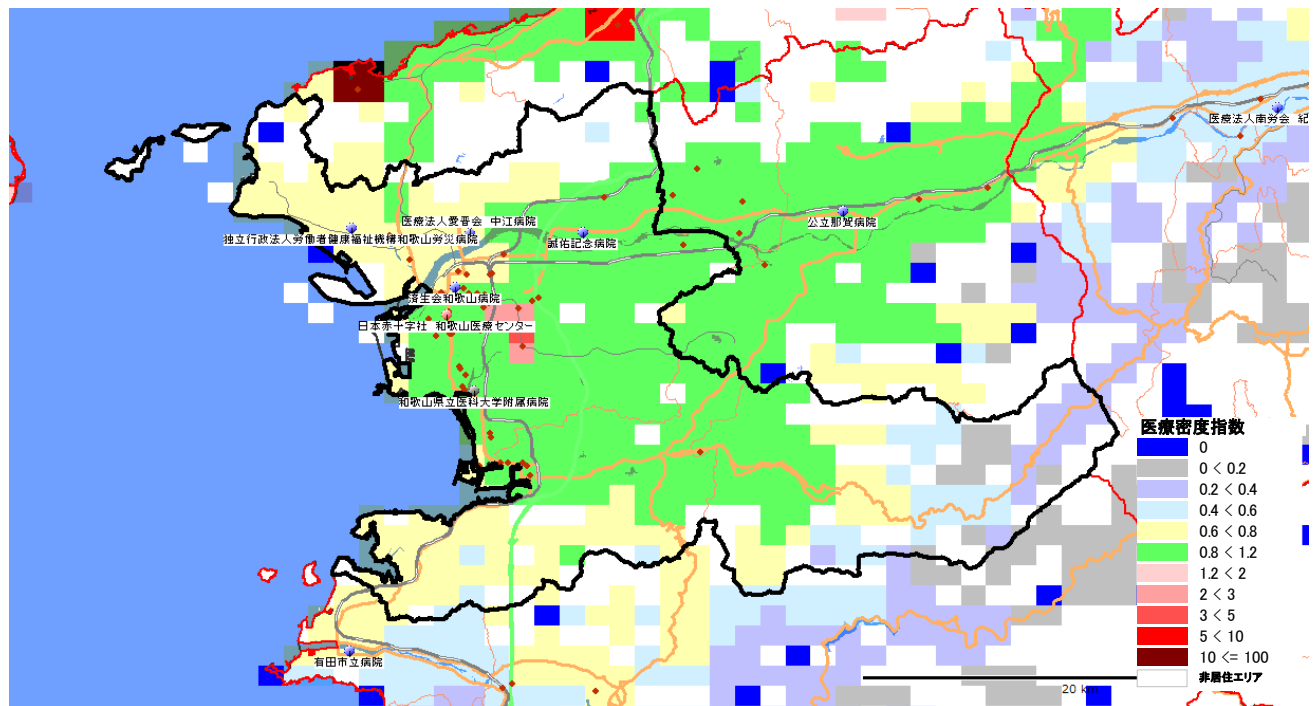 医療法人南労会　紀
医療法人愛晋会　中江病院
公立那賀病院
独立行政法人労働者健康福祉機構和歌山労災病院
誠佑記念病院
済生会和歌山病院
日本赤十字社　和歌山医療センター
和歌山県立医科大学附属病院
有田市立病院
医療密度指数
0
0 < 0.2
0.2 < 0.4
0.4 < 0.6
0.6 < 0.8
0.8 < 1.2
1.2 < 2
2 < 3
3 < 5
5 < 10
10 <= 100
非居住エリア
20 km